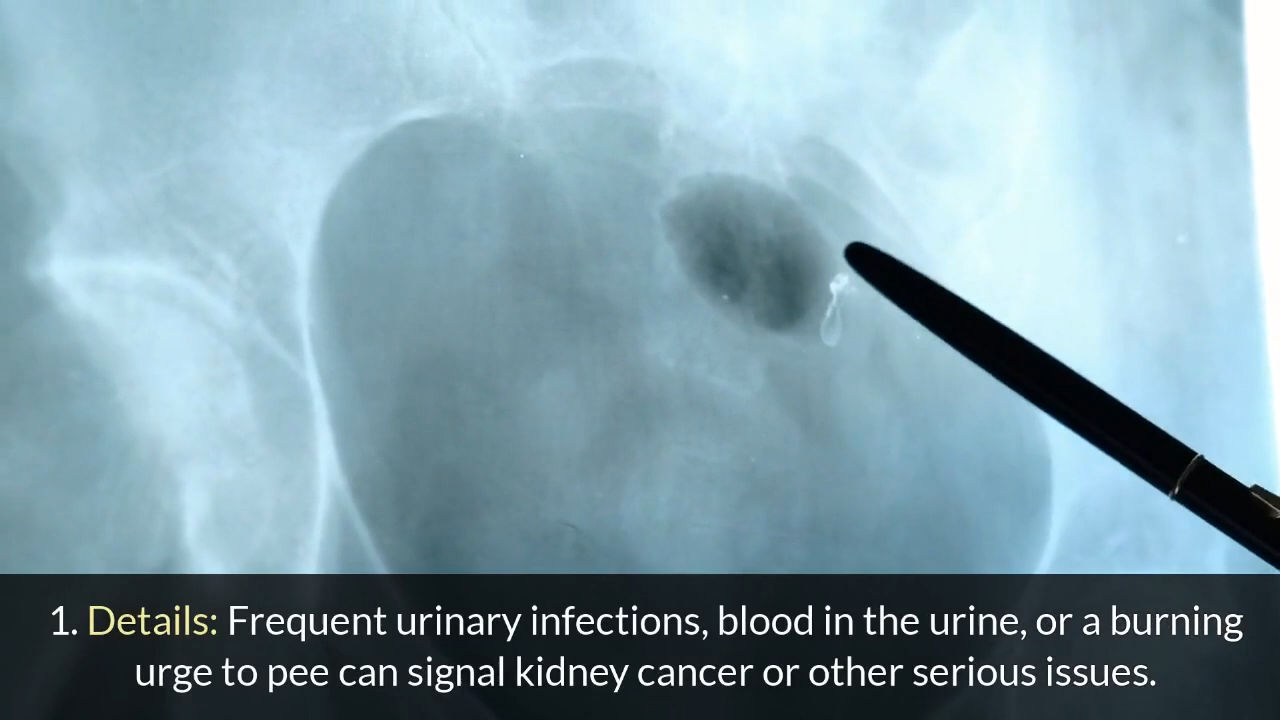 1. Details: Frequent urinary infections, blood in the urine, or a burning
urge to pee can signal kidney cancer or other serious issues.